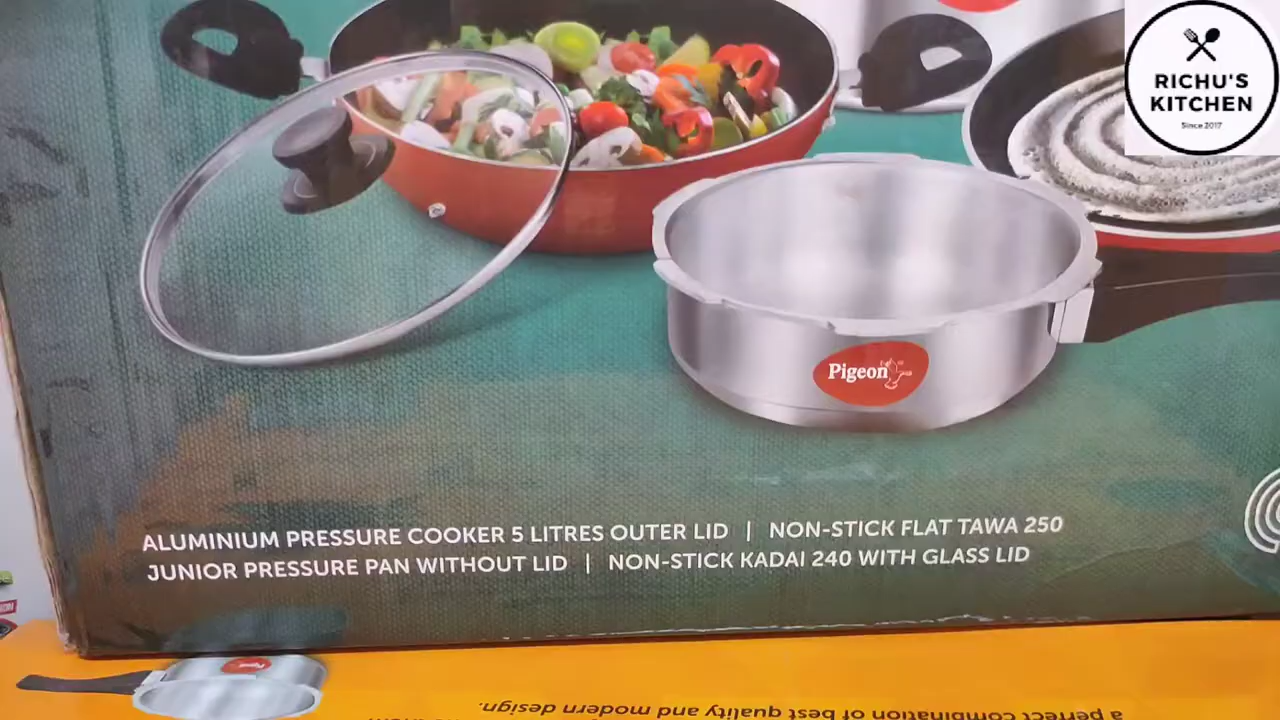 RICHU'S
KITCHEN
Since 2017
Pigeon
ALUMINIUM PRESSURE COOKER 5 LITRES OUTER LID | NON-STICK FLAT TAWA 250
JUNIOR PRESSURE PAN WITHOUT LID | NON-STICK KADAI 240 WITH GLASS LID
a perfect combination of best quality and modern design.